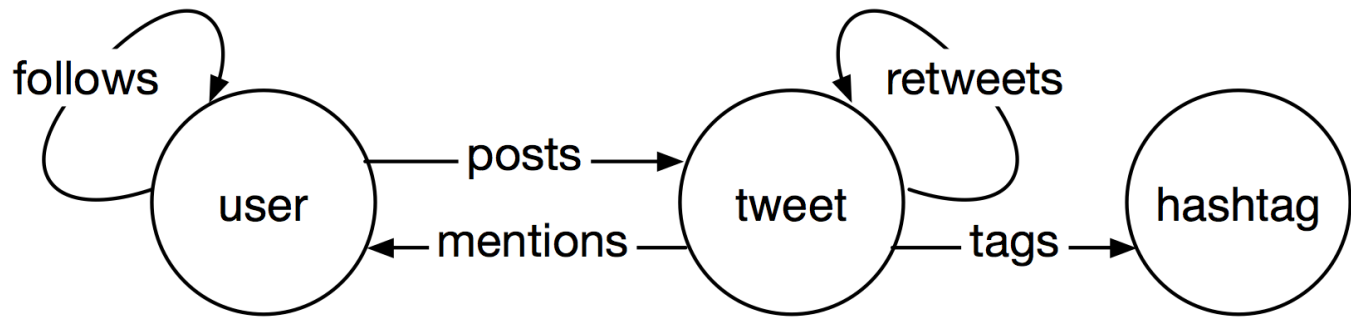 follows
retweets
posts
user
tweet
hashtag
mentions
tags